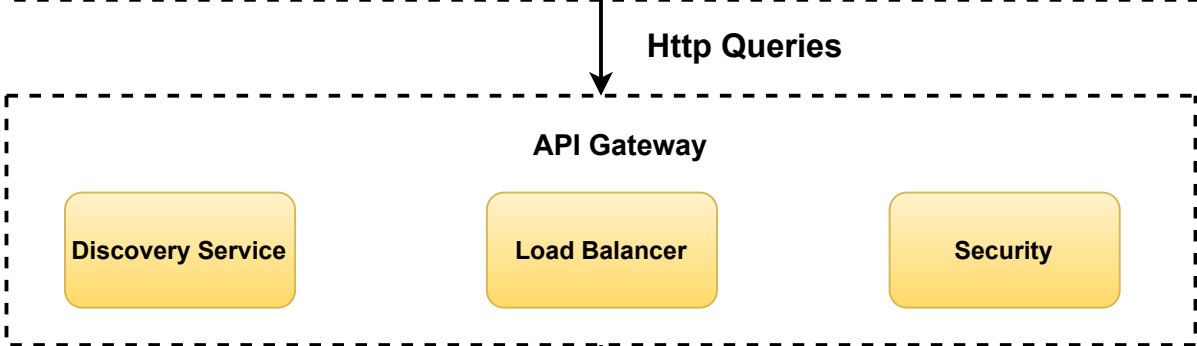 Http Queries
API Gateway
Discovery Service
Load Balancer
Security